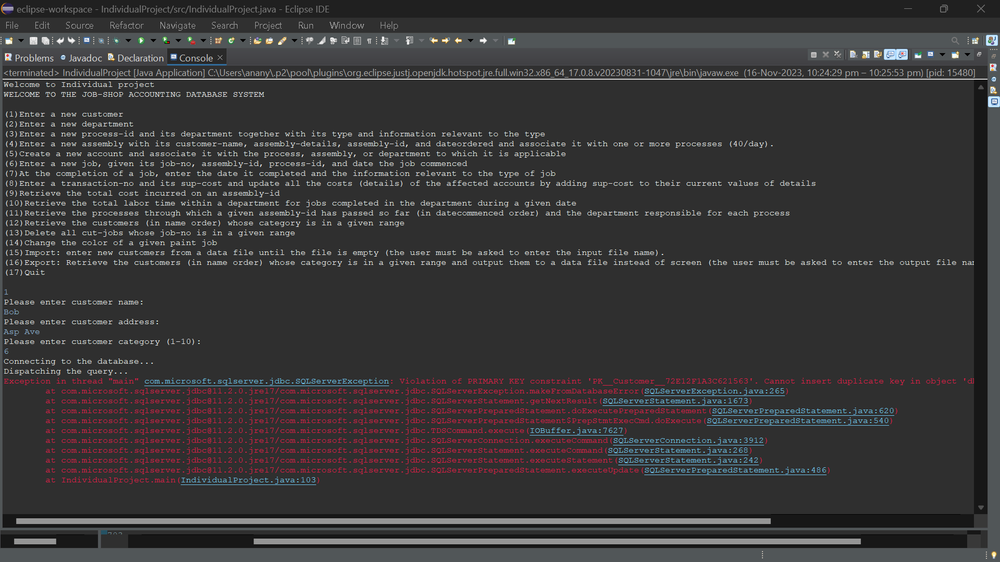 eclipse-workspace - IndividualProject/src/IndividualProject.java - Eclipse IDE
File Edit Source Refactor Navigate Search Project Run Window Help
Problems @ Javadoc Declaration Console
<terminated> IndividualProject [Java Application] C:\Users\anany\.p2\pool\plugins\org.eclipse.justj.openjdk.hotspot.jre.full.win32.x86_64_17.0.8.v20230831-1047\jre\bin\javaw.exe (16-Nov-2023, 10:24:29 pm – 10:25:53 pm) [pid: 15480]
Welcome to Individual project
WELCOME TO THE JOB-SHOP ACCOUNTING DATABASE SYSTEM
(1)Enter a new customer
(2)Enter a new department
(3)Enter a new process-id and its department together with its type and information relevant to the type
(4)Enter a new assembly with its customer-name, assembly-details, assembly-id, and dateordered and associate it with one or more processes (40/day).
(5)Create a new account and associate it with the process, assembly, or department to which it is applicable
(6)Enter a new job, given its job-no, assembly-id, process-id, and date the job commenced
(7)At the completion of a job, enter the date it completed and the information relevant to the type of job
(8)Enter a transaction-no and its sup-cost and update all the costs (details) of the affected accounts by adding sup-cost to their current values of details
(9)Retrieve the total cost incurred on an assembly-id
(10)Retrieve the total labor time within a department for jobs completed in the department during a given date
(11)Retrieve the processes through which a given assembly-id has passed so far (in datecommenced order) and the department responsible for each process
(12)Retrieve the customers (in name order) whose category is in a given range
(13)Delete all cut-jobs whose job-no is in a given range
(14)Change the color of a given paint job
(15)Import: enter new customers from a data file until the file is empty (the user must be asked to enter the input file name).
(16)Export: Retrieve the customers (in name order) whose category is in a given range and output them to a data file instead of screen (the user must be asked to enter the output file nam
(17)Quit
1
Please enter customer name:
Bob
Please enter customer address:
Asp Ave
Please enter customer category (1-10):
6
Connecting to the database...
Dispatching the query...
Exception in thread "main" com.microsoft.sqlserver.jdbc.SQLServerException: Violation of PRIMARY KEY constraint 'PK__Customer__72E12F1A3C621563'. Cannot insert duplicate key in object 'db
at com.microsoft.sqlserver.jdbc@11.2.0.jre17/com.microsoft.sqlserver.jdbc.SQLServerException.makeFromDatabaseError(SQLServerException.java:265)
at com.microsoft.sqlserver.jdbc@11.2.0.jre17/com.microsoft.sqlserver.jdbc.SQLServerStatement.getNextResult(SQLServerStatement.java:1673)
at com.microsoft.sqlserver.jdbc@11.2.0.jre17/com.microsoft.sqlserver.jdbc.SQLServerPreparedStatement.doExecutePreparedStatement(SQLServerPreparedStatement.java:620)
at com.microsoft.sqlserver.jdbc@11.2.0.jre17/com.microsoft.sqlserver.jdbc.SQLServerPreparedStatement$PrepStmtExecCmd.doExecute(SQLServerPreparedStatement.java:540)
at com.microsoft.sqlserver.jdbc@11.2.0.jre17/com.microsoft.sqlserver.jdbc.TDSCommand.execute(IOBuffer.java:7627)
at com.microsoft.sqlserver.jdbc@11.2.0.jre17/com.microsoft.sqlserver.jdbc.SQLServerConnection.executeCommand(SQLServerConnection.java:3912)
at com.microsoft.sqlserver.jdbc@11.2.0.jre17/com.microsoft.sqlserver.jdbc.SQLServerStatement.executeCommand(SQLServerStatement.java:268)
at com.microsoft.sqlserver.jdbc@11.2.0.jre17/com.microsoft.sqlserver.jdbc.SQLServerStatement.executeStatement(SQLServerStatement.java:242)
at com.microsoft.sqlserver.jdbc@11.2.0.jre17/com.microsoft.sqlserver.jdbc.SQLServerPreparedStatement.executeUpdate(SQLServerPreparedStatement.java:486)
at IndividualProject.main(IndividualProject.java:103)